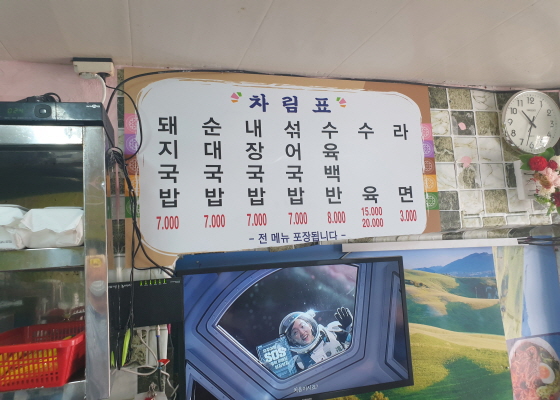 차림표
돼지국밥 7.000
순대국밥 7.000
내장국밥 7.000
섞어국밥 7.000
수육백반 8.000
수육 15.000 20.000
라면 3.000
- 전 메뉴 포장됩니다 -
SOS